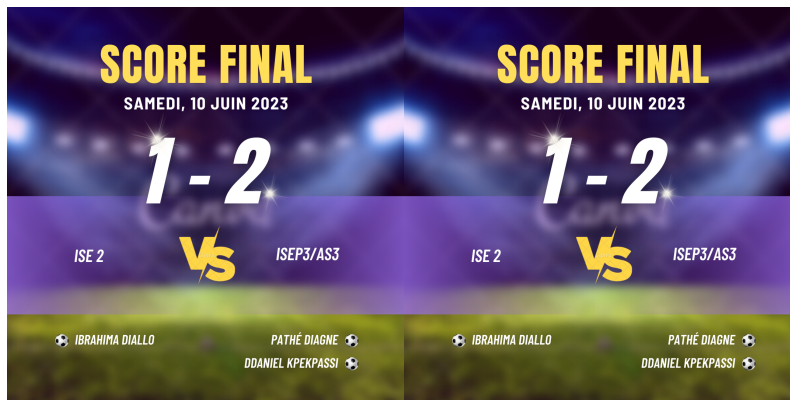 SCORE FINAL
SAMEDI, 10 JUIN 2023
1 - 2
Canva
ISE 2 VS ISEP3/AS3
IBRAHIMA DIALLO PATHÉ DIAGNE
DDANIEL KPEKPASSI
SCORE FINAL
SAMEDI, 10 JUIN 2023
1 - 2
Canva
ISE 2 VS ISEP3/AS3
IBRAHIMA DIALLO PATHÉ DIAGNE
DDANIEL KPEKPASSI